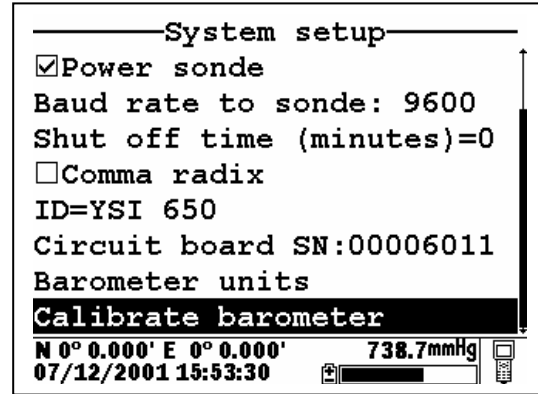 System setup
☑Power sonde
Baud rate to sonde: 9600
Shut off time (minutes)=0
☐Comma radix
ID=YSI 650
Circuit board SN:00006011
Barometer units
Calibrate barometer
N 0° 0.000' E 0° 0.000' 738.7mmHg
07/12/2001 15:53:30